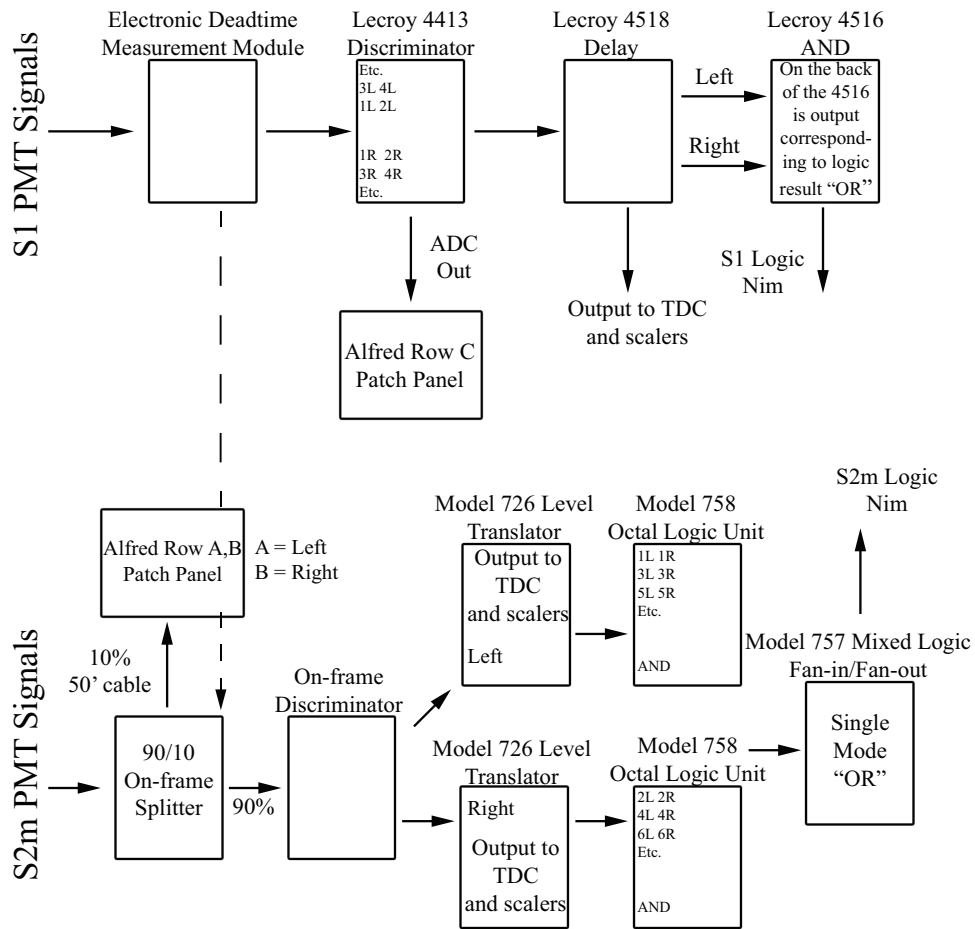 S1 PMT Signals
Electronic Deadtime
Measurement Module
Lecroy 4413
Discriminator
Etc.
3L 4L
1L 2L
1R 2R
3R 4R
Etc.
ADC
Out
Alfred Row C
Patch Panel
Lecroy 4518
Delay
Output to TDC
and scalers
Left
Right
Lecroy 4516
AND
On the back
of the 4516
is output
correspond-
ing to logic
result “OR”
S1 Logic
Nim
S2m PMT Signals
Alfred Row A,B
Patch Panel
A = Left
B = Right
10%
50’ cable
90/10
On-frame
Splitter
90%
On-frame
Discriminator
Model 726 Level
Translator
Output to
TDC
and scalers
Left
Model 758
Octal Logic Unit
1L 1R
3L 3R
5L 5R
Etc.
AND
Model 726 Level
Translator
Right
Output to
TDC
and scalers
Model 758
Octal Logic Unit
2L 2R
4L 4R
6L 6R
Etc.
AND
S2m Logic
Nim
Model 757 Mixed Logic
Fan-in/Fan-out
Single
Mode
“OR”